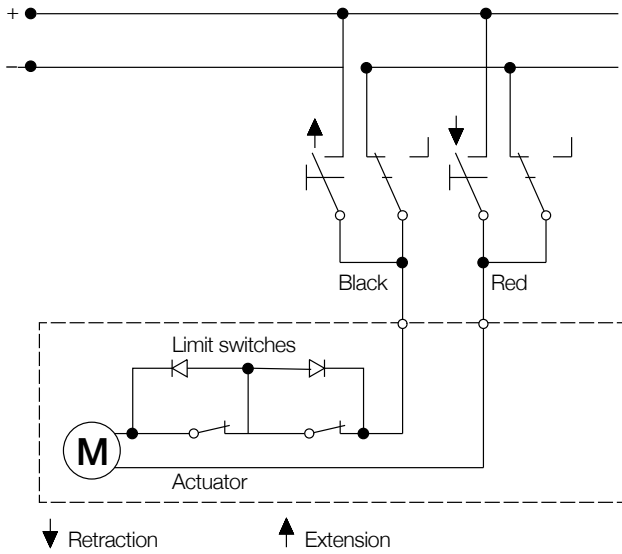 +
–
Black
Red
Limit switches
M
Actuator
Retraction
Extension